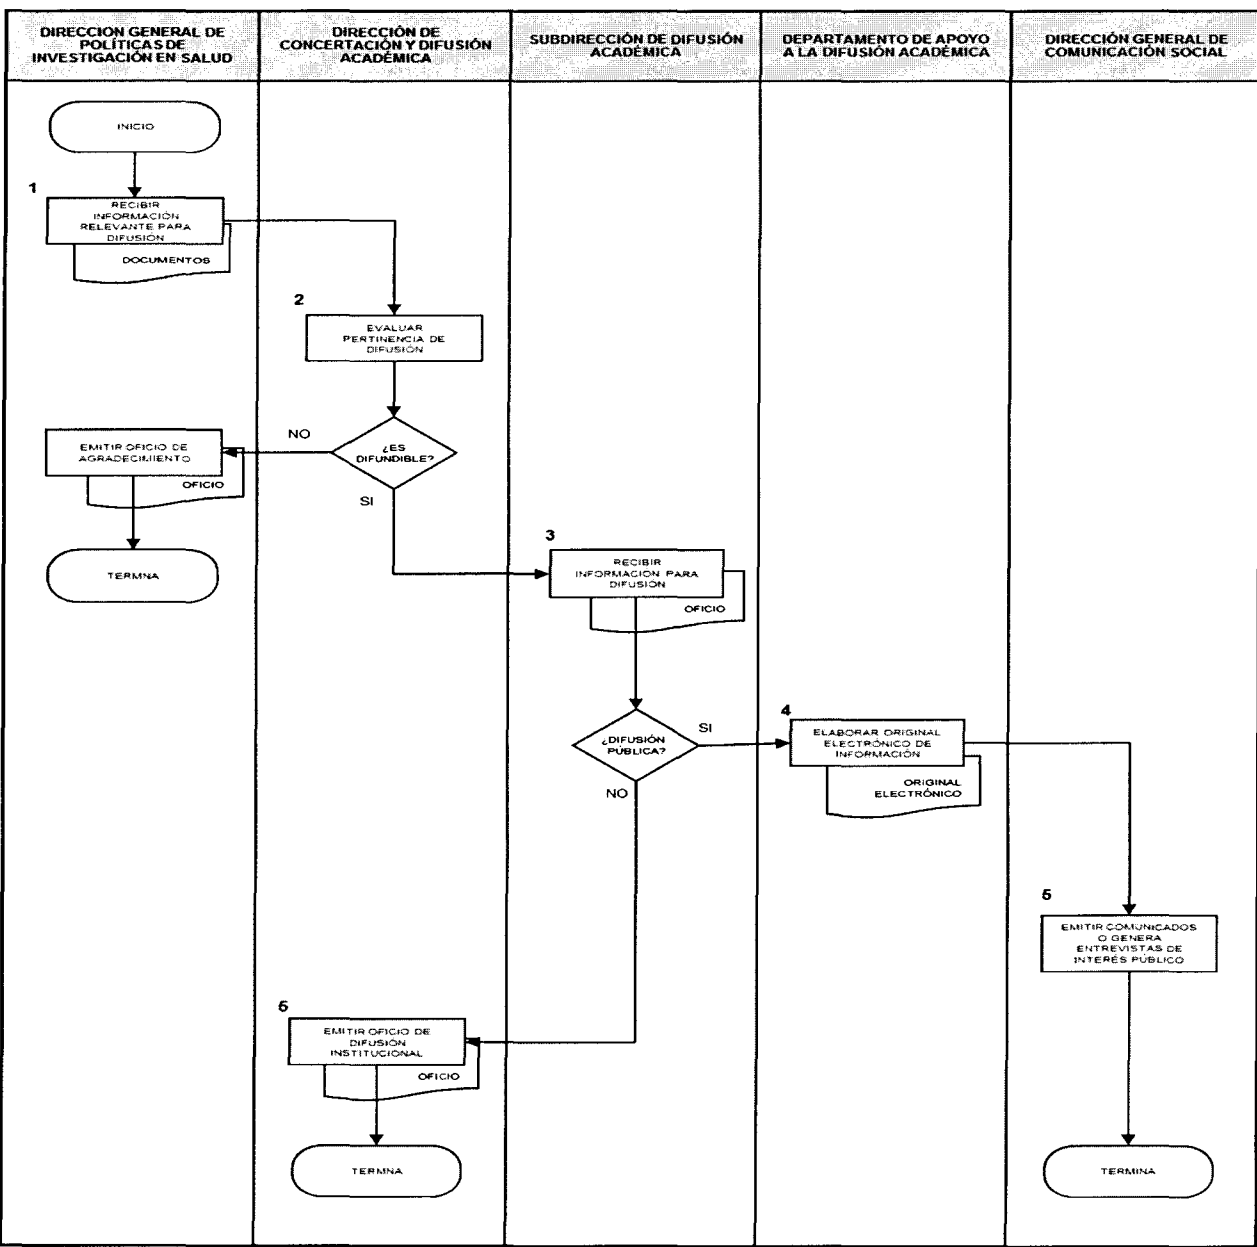 DIRECCION GENERAL DE
POLÍTICAS DE
INVESTIGACIÓN EN SALUD
DIRECCIÓN DE
CONCERTACIÓN Y DIFUSIÓN
ACADÉMICA
SUBDIRECCIÓN DE DIFUSIÓN
ACADÉMICA
DEPARTAMENTO DE APOYO
A LA DIFUSIÓN ACADÉMICA
DIRECCIÓN GENERAL DE
COMUNICACIÓN SOCIAL
INICIO
1
RECIBIR
INFORMACIÓN
RELEVANTE PARA
DIFUSIÓN
DOCUMENTOS
2
EVALUAR
PERTINENCIA DE
DIFUSIÓN
¿ES
DIFUNDIBLE?
NO
EMITIR OFICIO DE
AGRADECIMIENTO
OFICIO
TERMNA
SI
3
RECIBIR
INFORMACION PARA
DIFUSIÓN
OFICIO
¿DIFUSIÓN
PÚBLICA?
SI
4
ELABORAR ORIGINAL
ELECTRÓNICO DE
INFORMACIÓN
ORIGINAL
ELECTRÓNICO
NO
5
EMITIR COMUNICADOS
O GENERA
ENTREVISTAS DE
INTERÉS PÚBLICO
5
EMITIR OFICIO DE
DIFUSIÓN
INSTITUCIONAL
OFICIO
TERMNA
TERMINA